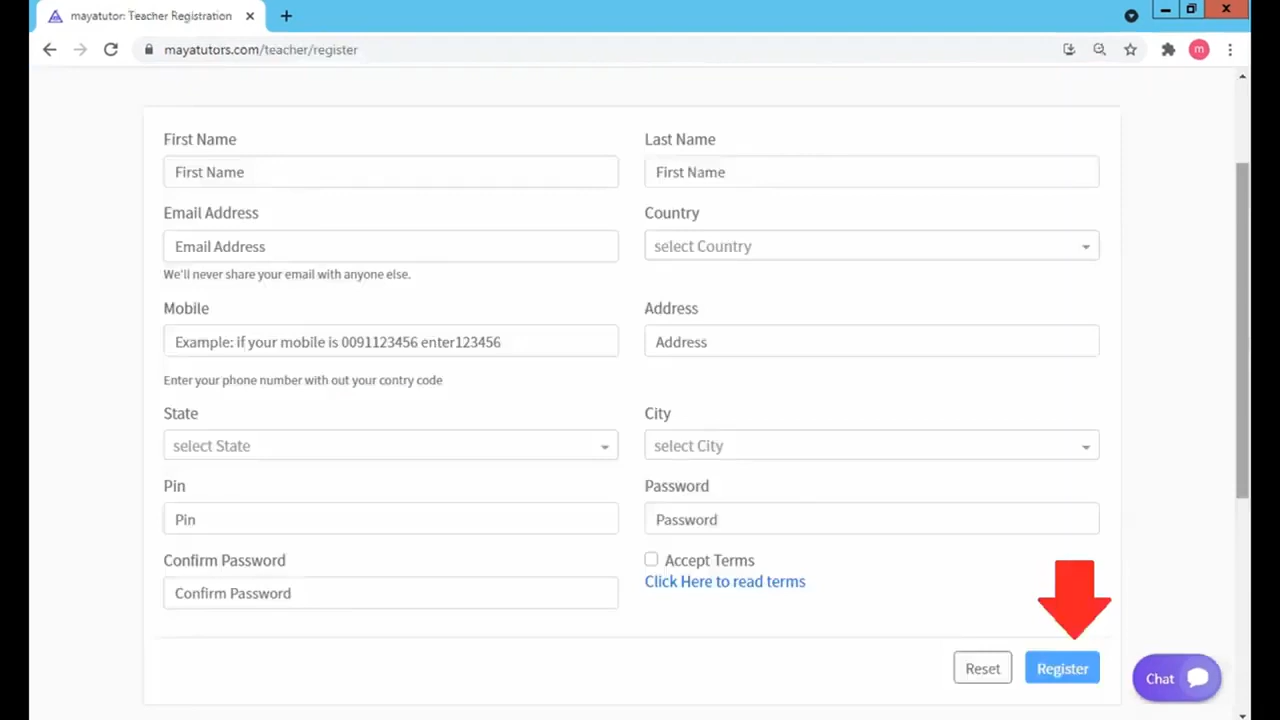 mayatutor: Teacher Registration
mayatutors.com/teacher/register
m
First Name
Last Name
First Name
First Name
Email Address
Country
Email Address
select Country
We'll never share your email with anyone else.
Mobile
Address
Example: if your mobile is 0091123456 enter123456
Address
Enter your phone number with out your contry code
State
City
select State
select City
Pin
Password
Pin
Password
Confirm Password
Accept Terms
Click Here to read terms
Confirm Password
Reset
Register
Chat